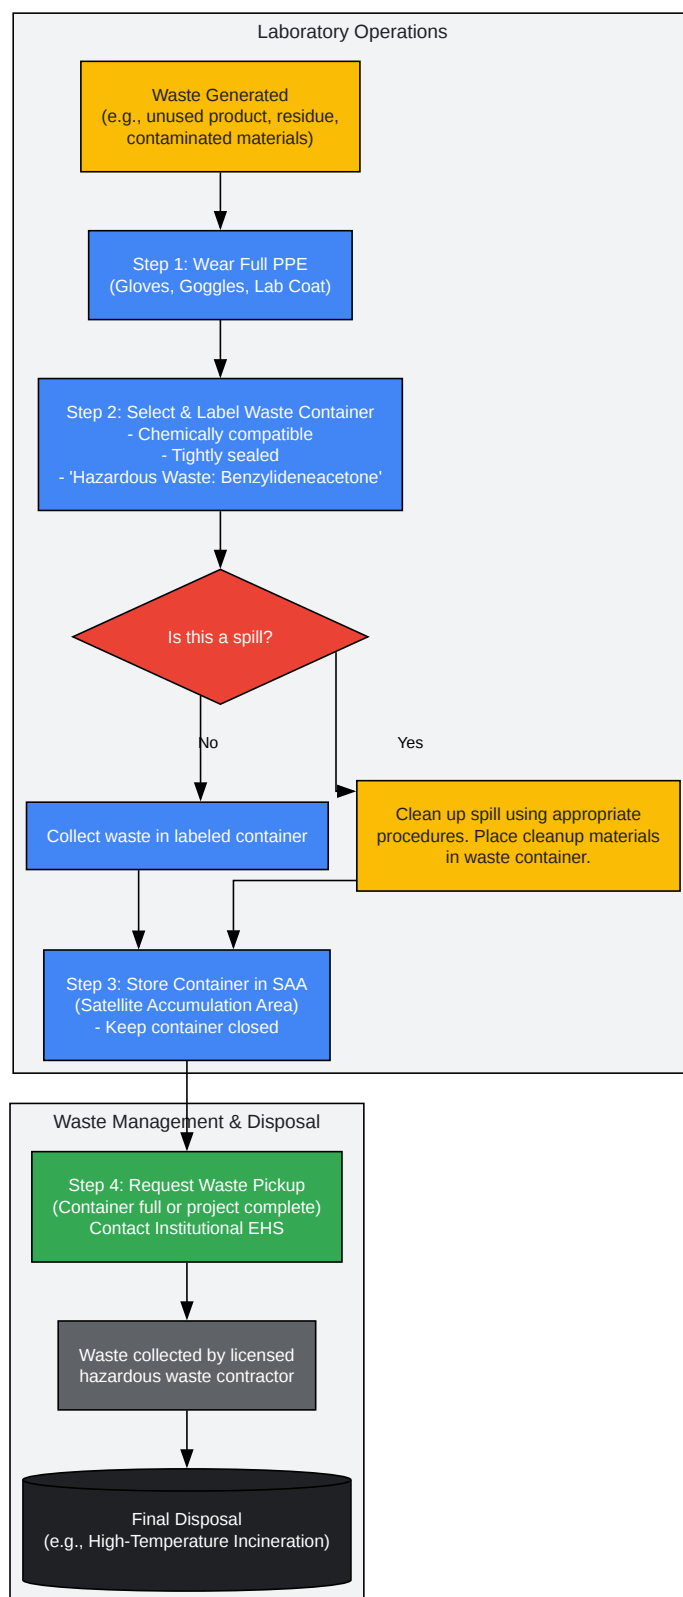 Laboratory Operations
Waste Generated
(e.g., unused product, residue,
contaminated materials)
Step 1: Wear Full PPE
(Gloves, Goggles, Lab Coat)
Step 2: Select & Label Waste Container
- Chemically compatible
- Tightly sealed
- 'Hazardous Waste: Benzylideneacetone'
Is this a spill?
No
Yes
Collect waste in labeled container
Clean up spill using appropriate
procedures. Place cleanup materials
in waste container.
Step 3: Store Container in SAA
(Satellite Accumulation Area)
- Keep container closed
Waste Management & Disposal
Step 4: Request Waste Pickup
(Container full or project complete)
Contact Institutional EHS
Waste collected by licensed
hazardous waste contractor
Final Disposal
(e.g., High-Temperature Incineration)